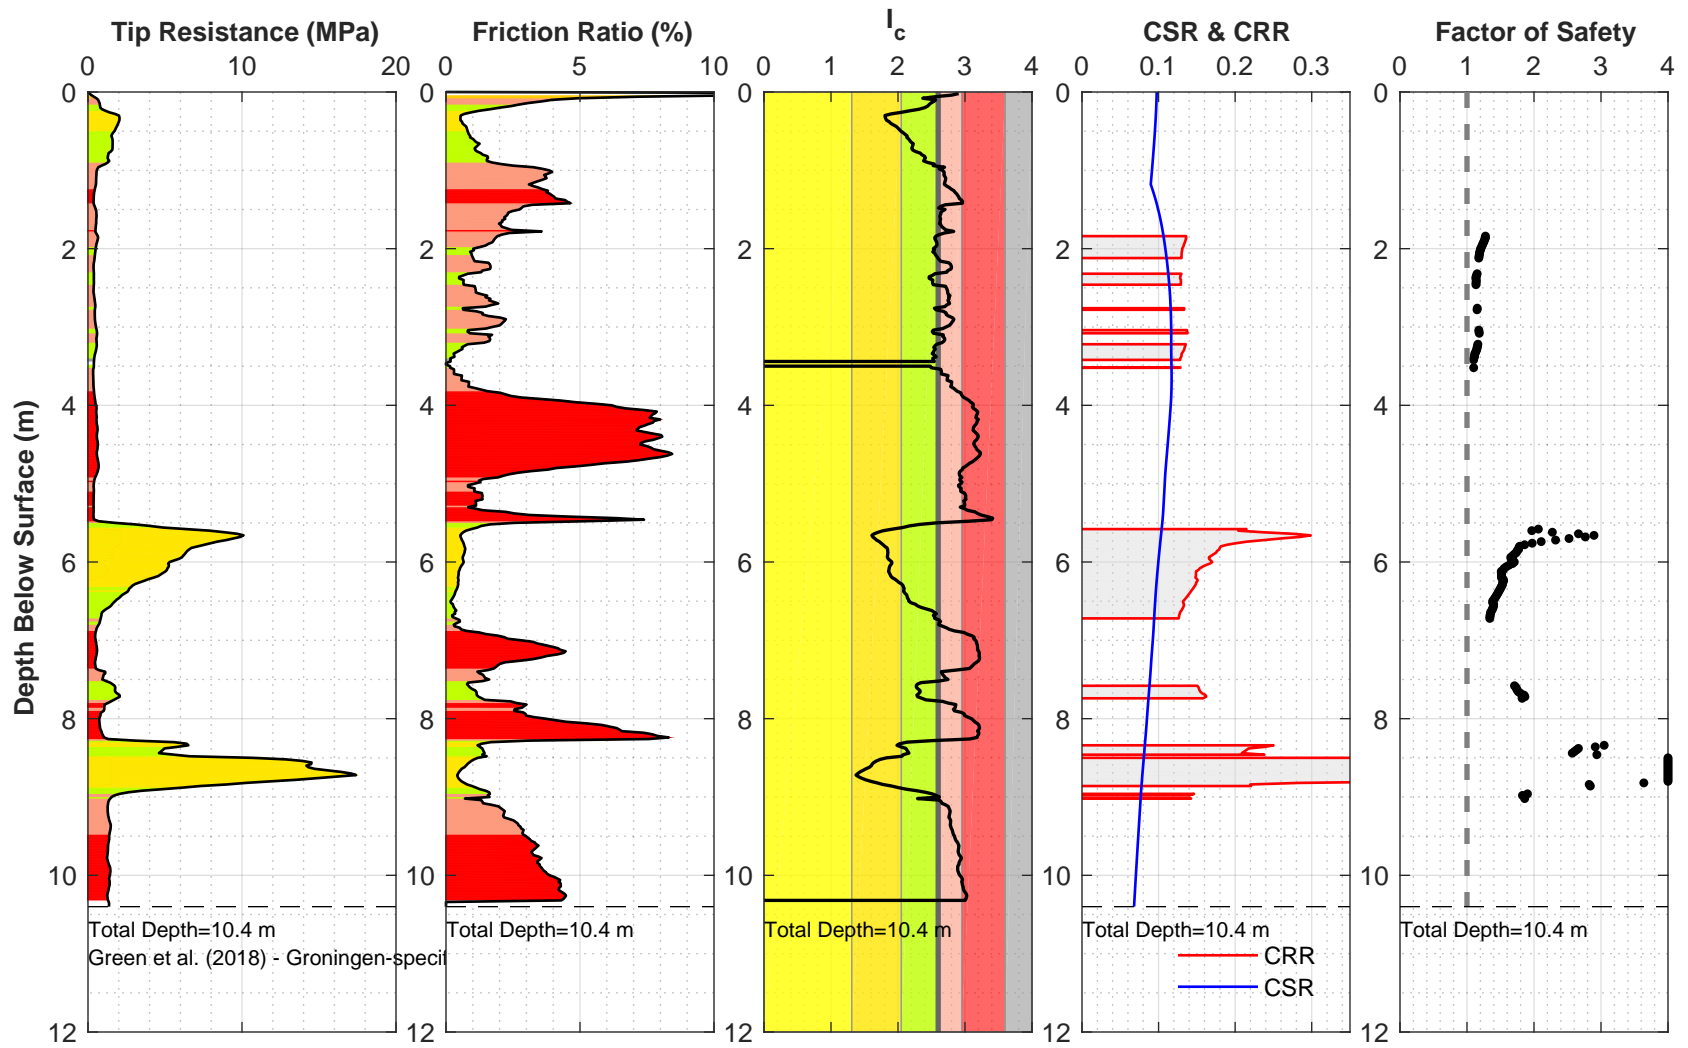 Tip Resistance (MPa)
Friction Ratio (%)
I
c
CSR & CRR
Factor of Safety
0 10 20
0 5 10
0 1 2 3 4
0 0.1 0.2 0.3
0 1 2 3 4
0 0 0 0 0
2 2 2 2 2
4 4 4 4 4
6 6 6 6 6
8 8 8 8 8
10 10 10 10 10
12 12 12 12 12
Depth Below Surface (m)
Total Depth=10.4 m
Green et al. (2018) - Groningen-specif
Total Depth=10.4 m
Total Depth=10.4 m
Total Depth=10.4 m
CRR
CSR
Total Depth=10.4 m